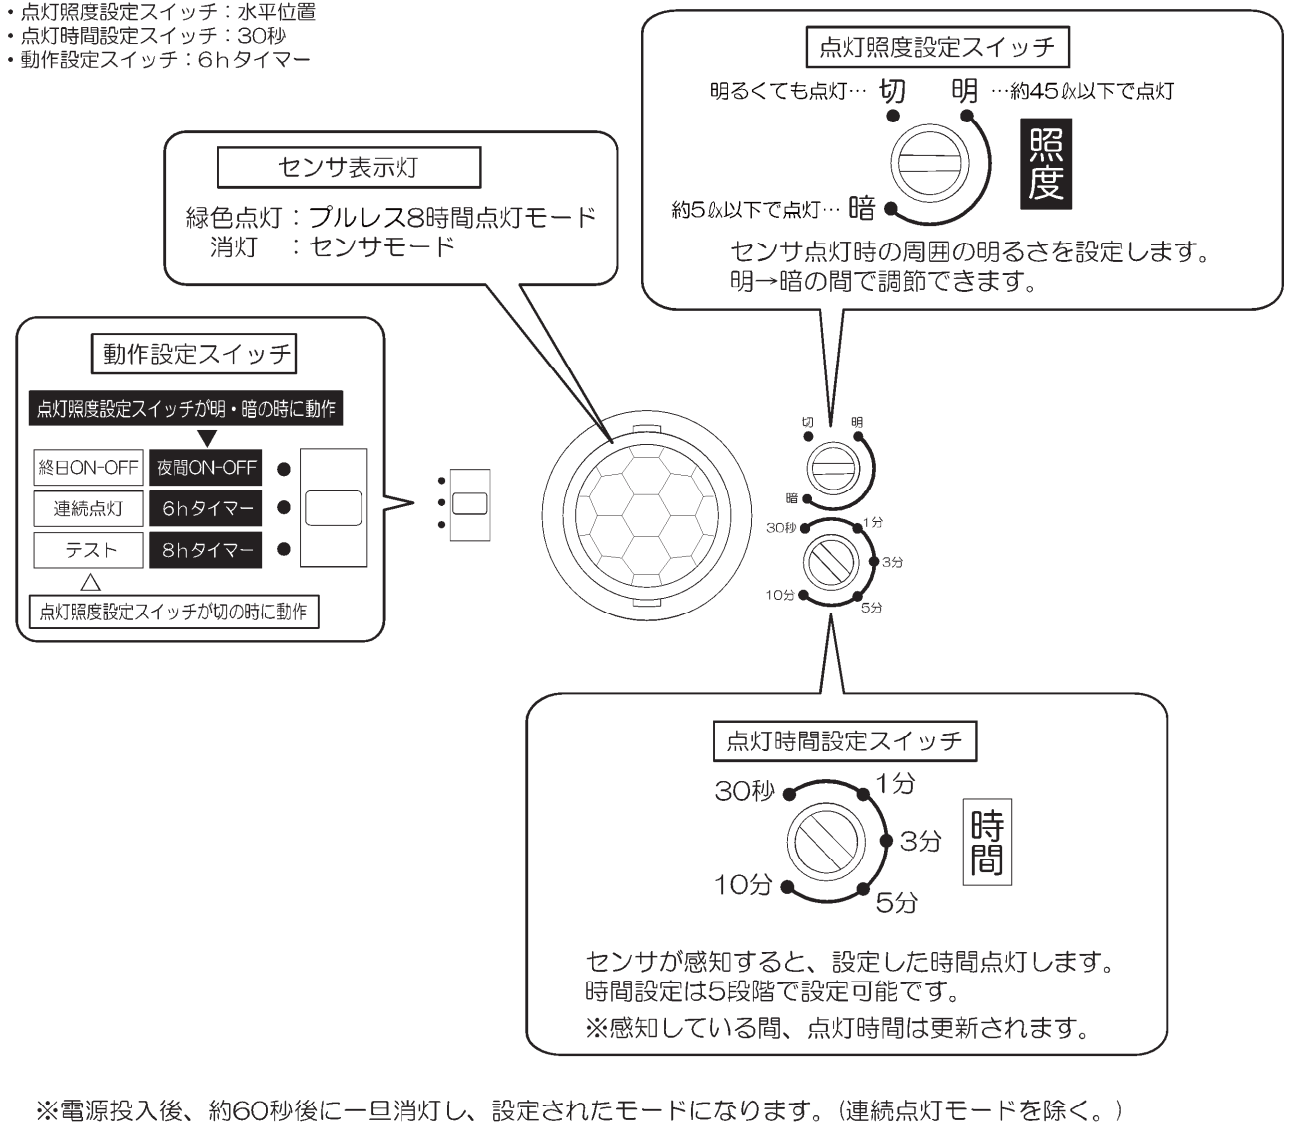 ・点灯照度設定スイッチ：水平位置
・点灯時間設定スイッチ：30秒
・動作設定スイッチ：6hタイマー
点灯照度設定スイッチ
明るくても点灯…切 明…約45ℓx以下で点灯
照度
約5ℓx以下で点灯…暗
センサ点灯時の周囲の明るさを設定します。
明→暗の間で調節できます。
センサ表示灯
緑色点灯：プルレス8時間点灯モード
消灯　：センサモード
動作設定スイッチ
点灯照度設定スイッチが明・暗の時に動作
▼
終日ON-OFF 夜間ON-OFF ●
連続点灯 6hタイマー ●
テスト 8hタイマー ●
△
点灯照度設定スイッチが切の時に動作
切 明
暗
30秒 1分
3分
10分 5分
点灯時間設定スイッチ
30秒 1分
3分
時間
10分 5分
センサが感知すると、設定した時間点灯します。
時間設定は5段階で設定可能です。
※感知している間、点灯時間は更新されます。
※電源投入後、約60秒後に一旦消灯し、設定されたモードになります。(連続点灯モードを除く。)